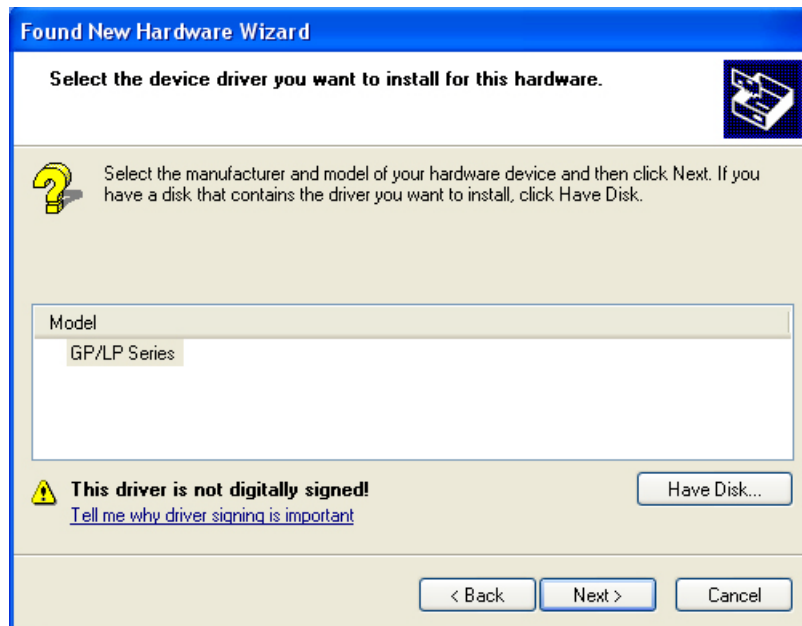 Found New Hardware Wizard
Select the device driver you want to install for this hardware.
Select the manufacturer and model of your hardware device and then click Next. If you
have a disk that contains the driver you want to install, click Have Disk.
Model
GP/LP Series
This driver is not digitally signed!
Have Disk...
Tell me why driver signing is important
< Back
Next >
Cancel